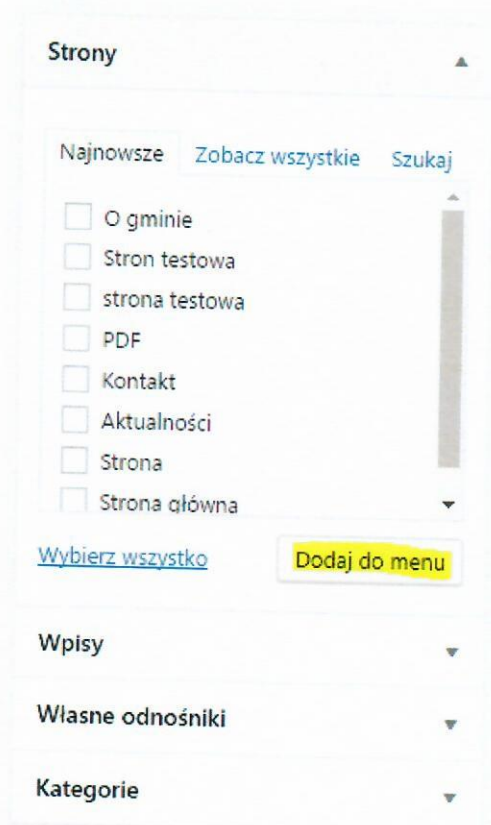 Strony
Najnowsze Zobacz wszystkie Szukaj
O gminie
Stron testowa
strona testowa
PDF
Kontakt
Aktualności
Strona
Strona główna
Wybierz wszystko Dodaj do menu
Wpisy
Własne odnośniki
Kategorie